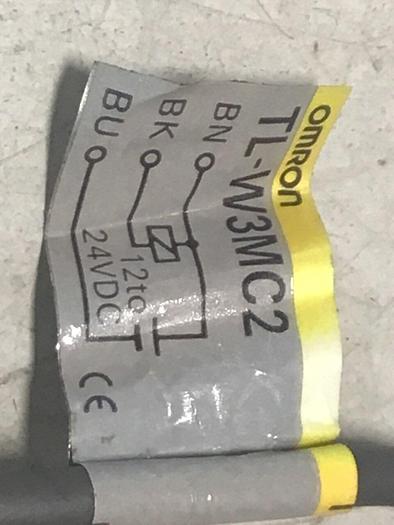 OMRON
TL-W3MC2
BN
BK
12to
24VDC
BU
CE